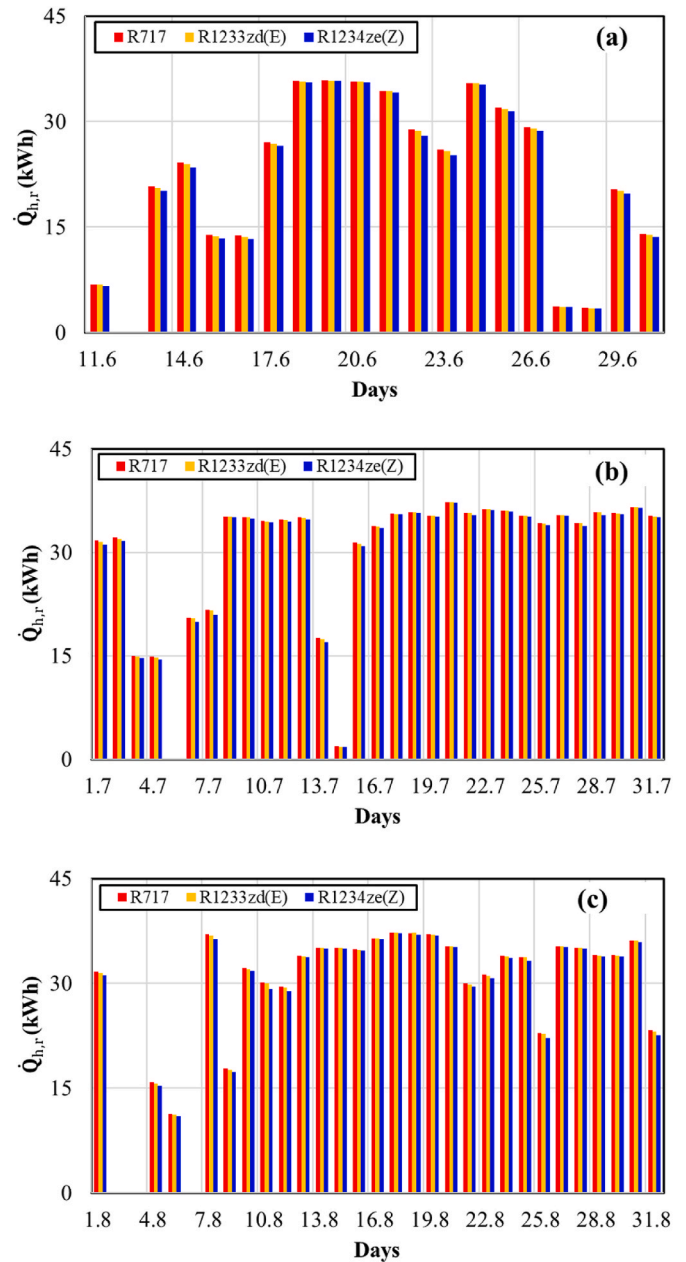 45
R717 R1233zd(E) R1234ze(Z) (a)
30
15
0
Q̇h,r (kWh)
11.6 14.6 17.6 20.6 23.6 26.6 29.6
Days
45
R717 R1233zd(E) R1234ze(Z) (b)
30
15
0
Q̇h,r (kWh)
1.7 4.7 7.7 10.7 13.7 16.7 19.7 22.7 25.7 28.7 31.7
Days
45
R717 R1233zd(E) R1234ze(Z) (c)
30
15
0
Q̇h,r (kWh)
1.8 4.8 7.8 10.8 13.8 16.8 19.8 22.8 25.8 28.8 31.8
Days